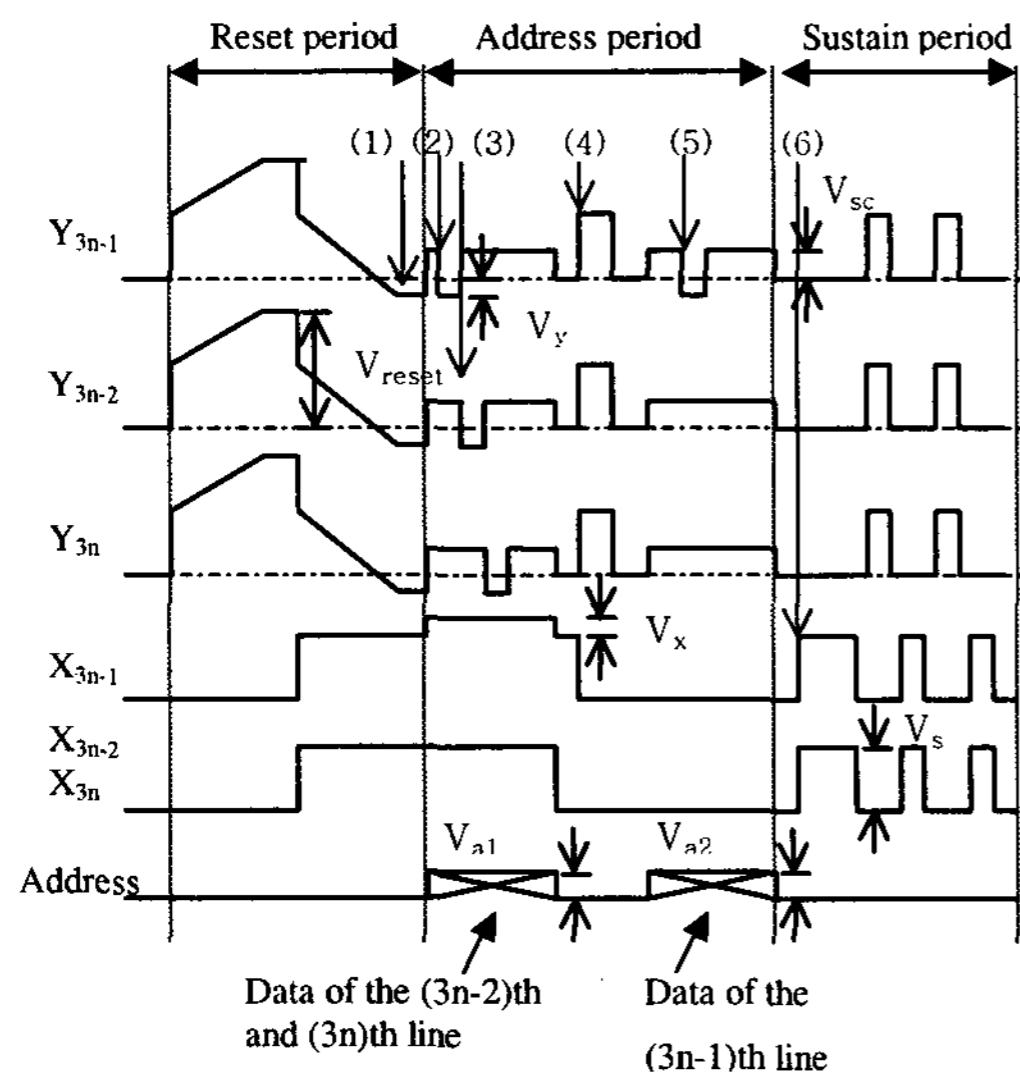 Reset period Address period Sustain period
(1) (2) (3) (4) (5) (6)
Vsc
Y3n-1
Vy
Vreset
Y3n-2
Y3n
Vx
X3n-1
X3n-2
Vs
X3n
Va1 Va2
Address
Data of the (3n-2)th
and (3n)th line
Data of the
(3n-1)th line